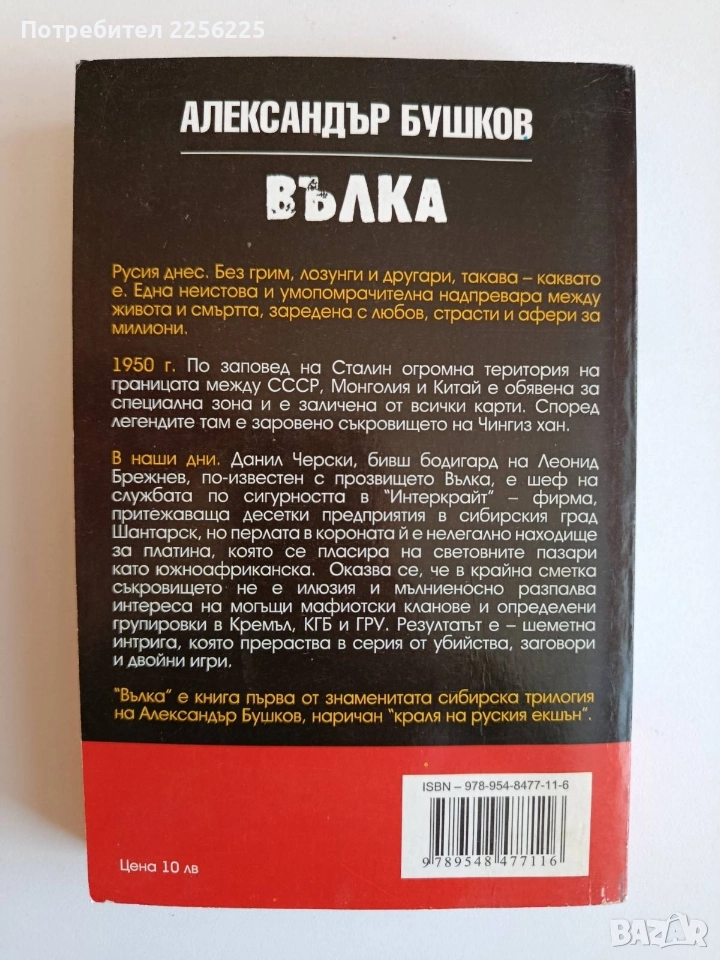 Потребител 2256225
АЛЕКСАНДЪР БУШКОВ
ВЪЛКА
Русия днес. Без грим, лозунги и другари, такава – каквато
е. Една неистова и умопомрачителна надпревара между
живота и смъртта, заредена с любов, страсти и афери за
милиони.
1950 г. По заповед на Сталин огромна територия на
границата между СССР, Монголия и Китай е обявена за
специална зона и е заличена от всички карти. Според
легендите там е заровено съкровището на Чингиз хан.
В наши дни. Данил Черски, бивш бодигард на Леонид
Брежнев, по-известен с прозвището Вълка, е шеф на
службата по сигурността в "Интеркрайт" – фирма,
притежаваща десетки предприятия в сибирския град
Шантарск, но перлата в короната й е нелегално находище
за платина, която се пласира на световните пазари
като южноафриканска. Оказва се, че в крайна сметка
съкровището не е илюзия и мълниеносно разпалва
интереса на могъщи мафиотски кланове и определени
групировки в Кремъл, КГБ и ГРУ. Резултатът е – шеметна
интрига, която прераства в серия от убийства, заговори
и двойни игри.
"Вълка" е книга първа от знаменитата сибирска трилогия
на Александър Бушков, наричан "краля на руския екшън".
ISBN – 978-954-8477-11-6
9 789548 477116
Цена 10 лв
BAZAR